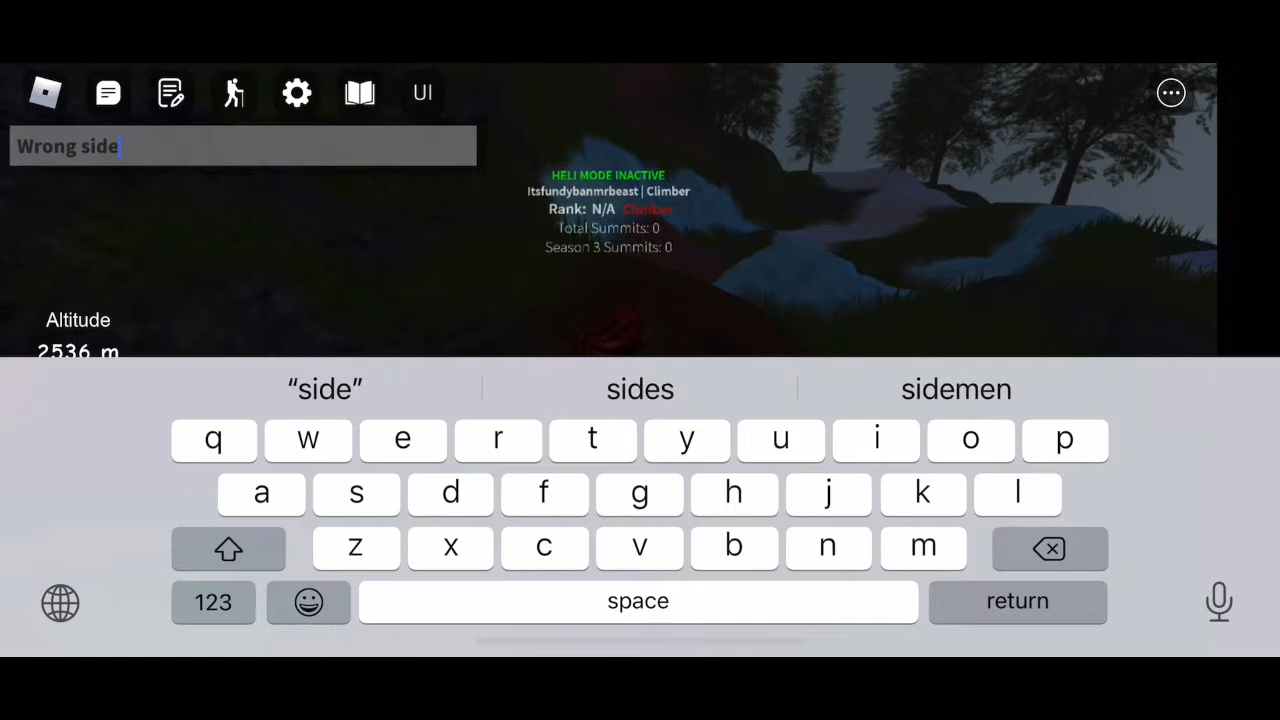 UI
Wrong side
HELI MODE INACTIVE
Itsfundybanmrbeast | Climber
Rank: N/A Climber
Total Summits: 0
Season 3 Summits: 0
Altitude
2536 m
“side” sides sidemen
q w e r t y u i o p
a s d f g h j k l
z x c v b n m
123 space return